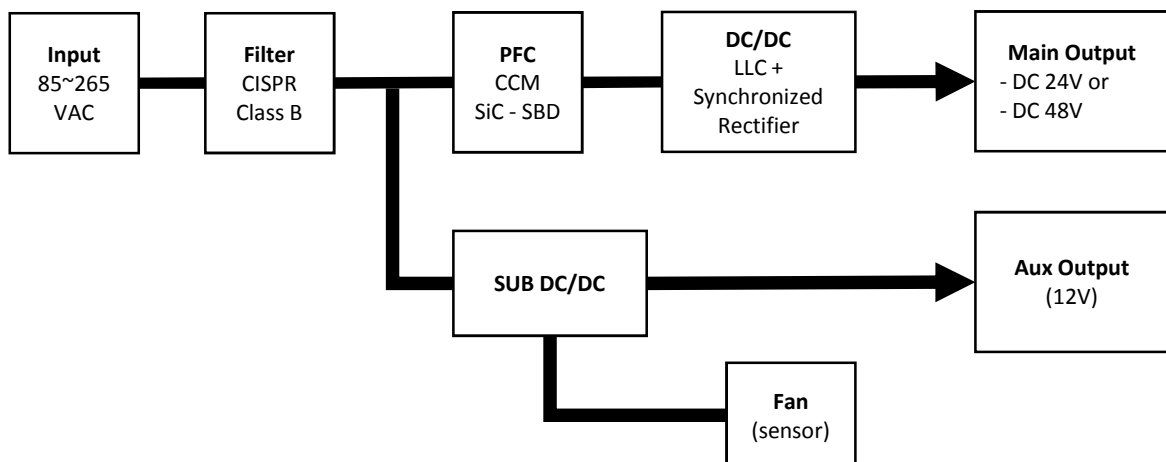 Input
85~265
VAC
Filter
CISPR
Class B
PFC
CCM
SiC - SBD
DC/DC
LLC +
Synchronized
Rectifier
Main Output
- DC 24V or
- DC 48V
SUB DC/DC
Aux Output
(12V)
Fan
(sensor)